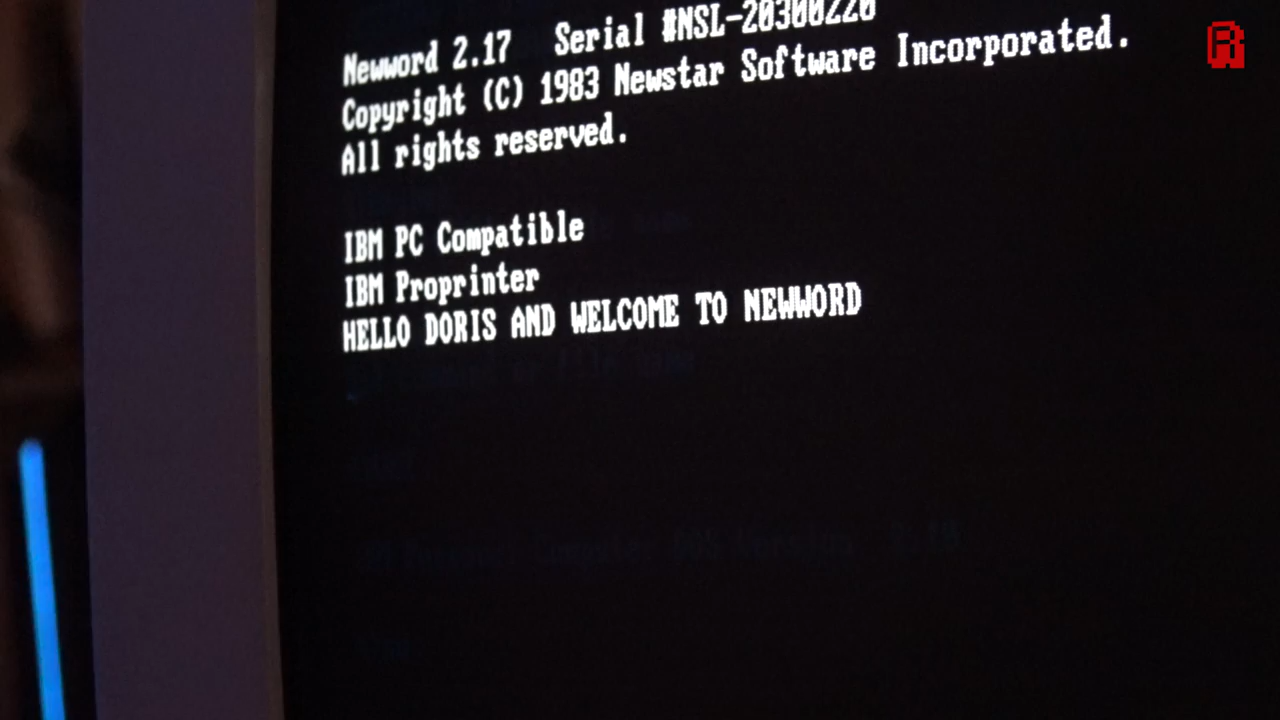 Newword 2.17 Serial #NSL-20300220
Copyright (C) 1983 Newstar Software Incorporated.
All rights reserved.
IBM PC Compatible
IBM Proprinter
HELLO DORIS AND WELCOME TO NEWWORD